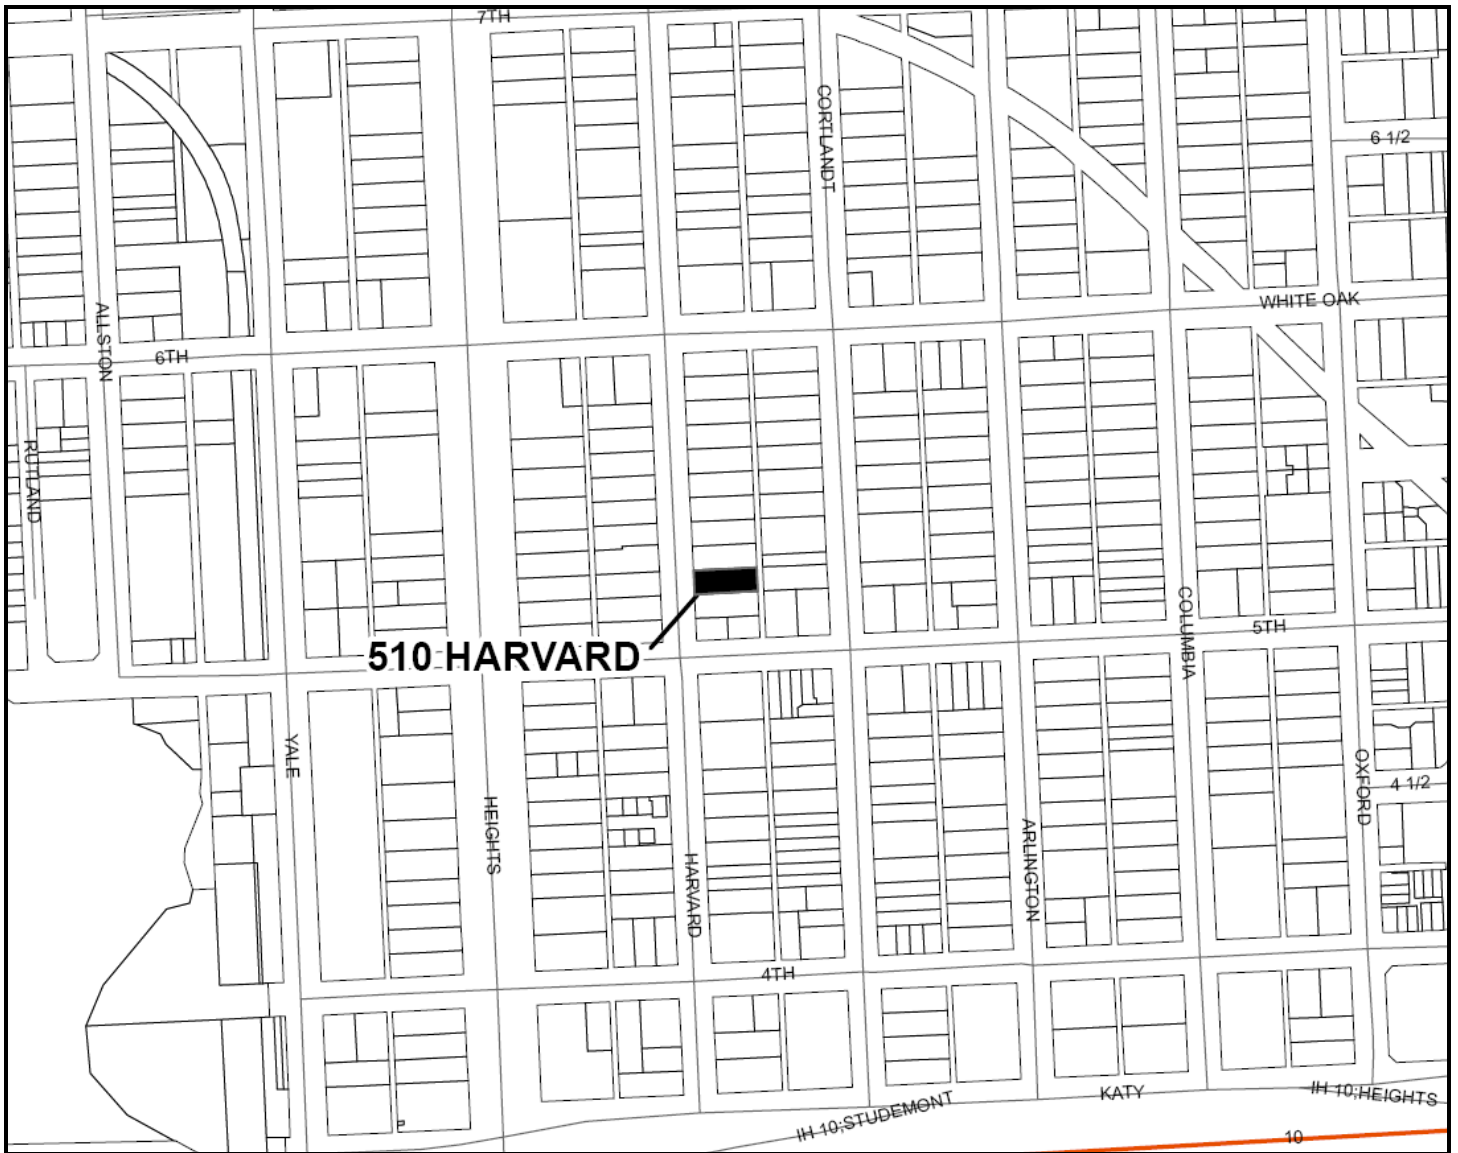 7TH
CORTLANDT
6 1/2
WHITE OAK
ALLSTON
6TH
RUTLAND
COLUMBIA
5TH
510 HARVARD
YALE
OXFORD
4 1/2
HEIGHTS
ARLINGTON
HARVARD
4TH
KATY
IH 10;HEIGHTS
IH 10;STUDEMONT
10